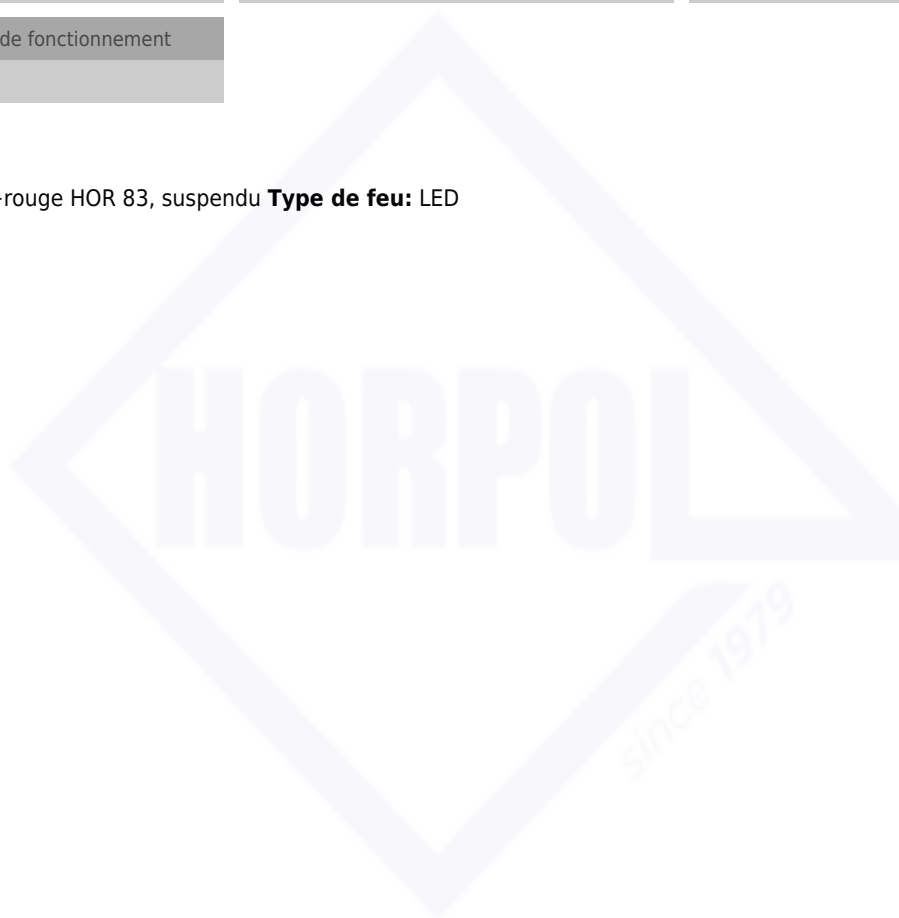 de fonctionnement
-rouge HOR 83, suspendu Type de feu: LED
HORPOL
since 1979